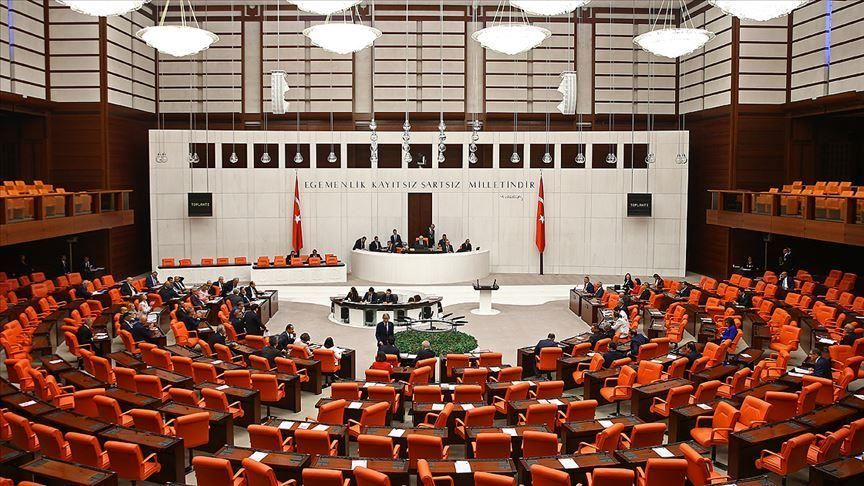 EGEMENLİK KAYITSIZ ŞARTSIZ MİLLETİNDİR
TOPLANTI
TOPLANTI